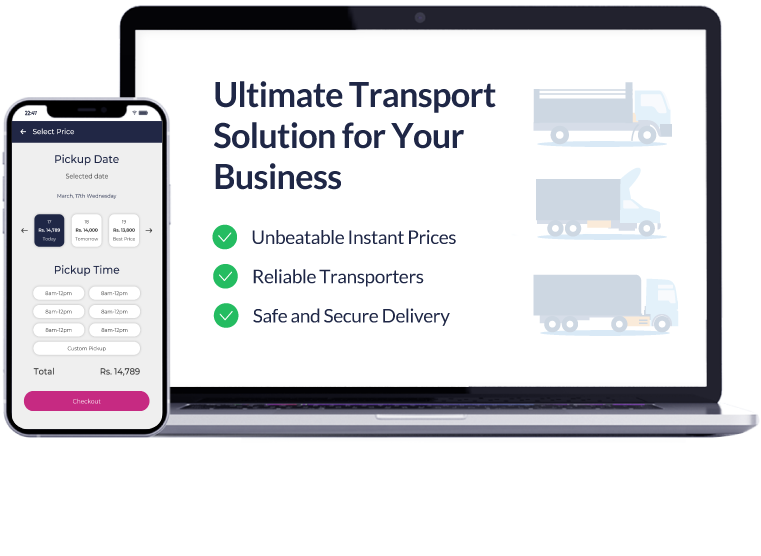 22:47
Select Price
Pickup Date
Selected date
March, 17th Wednesday
17 18 19
Rs. 14,789 Rs. 14,000 Rs. 13,800
Today Tomorrow Best Price
Pickup Time
8am-12pm 8am-12pm
8am-12pm 8am-12pm
8am-12pm 8am-12pm
Custom Pickup
Total Rs. 14,789
Checkout
Ultimate Transport
Solution for Your
Business
Unbeatable Instant Prices
Reliable Transporters
Safe and Secure Delivery